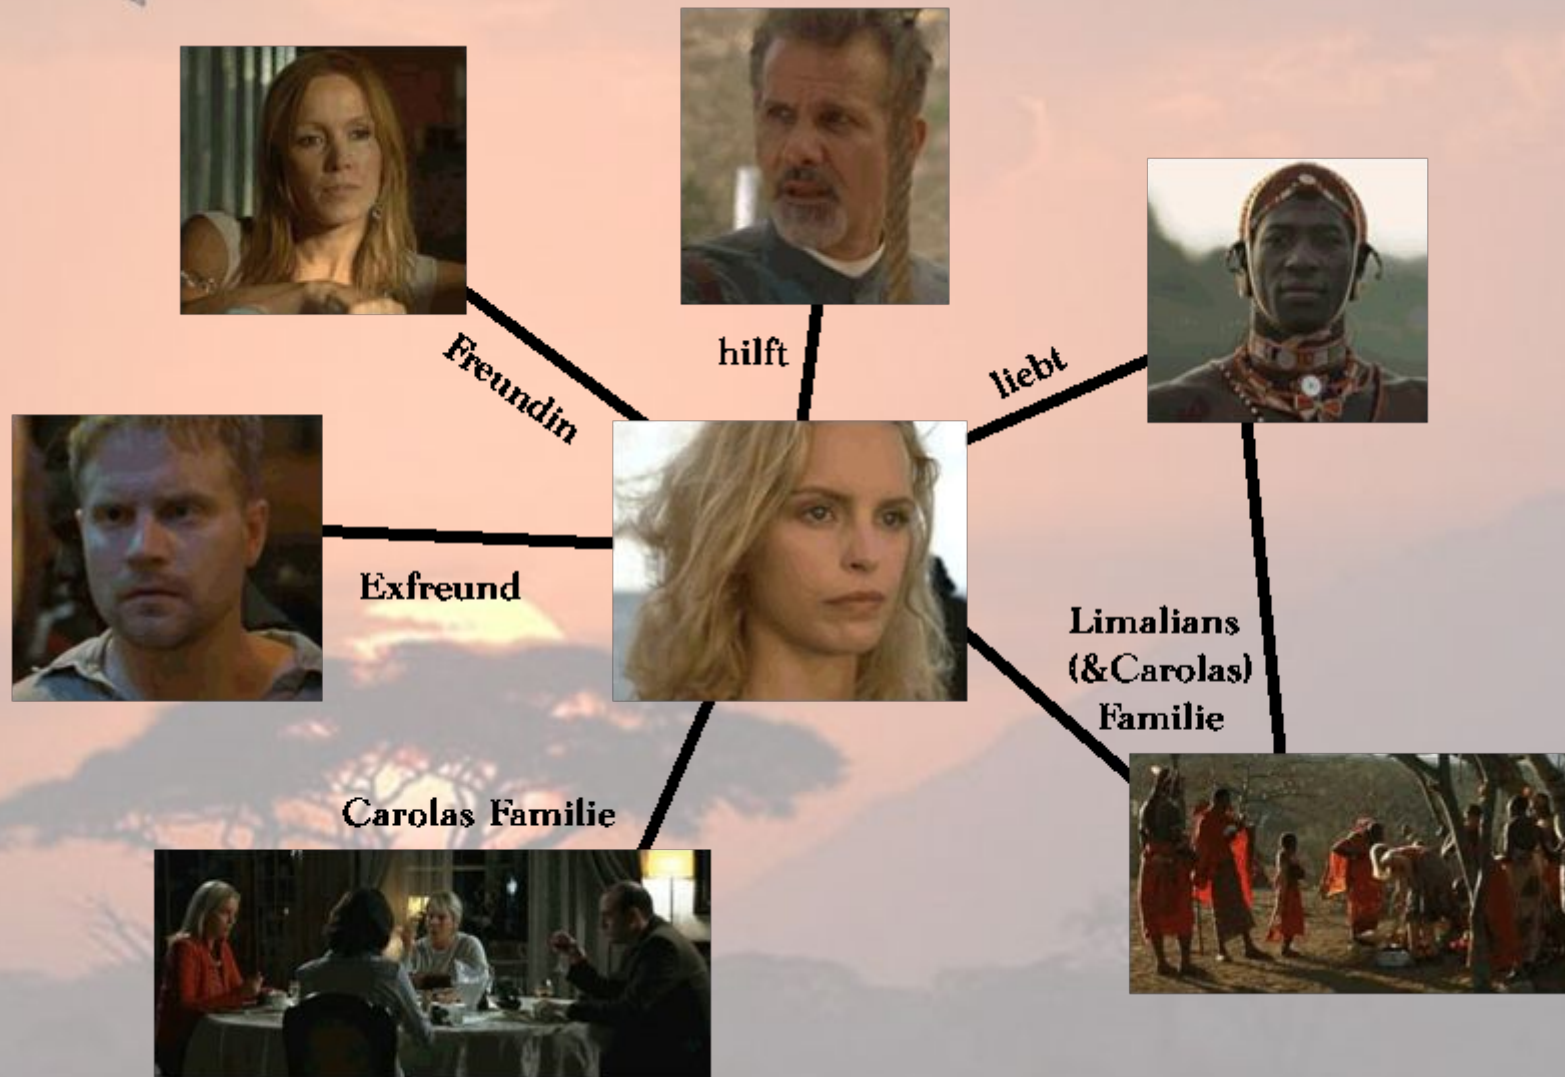 hilft
liebt
Freundin
Exfreund
Limalians
(&Carolas)
Familie
Carolas Familie